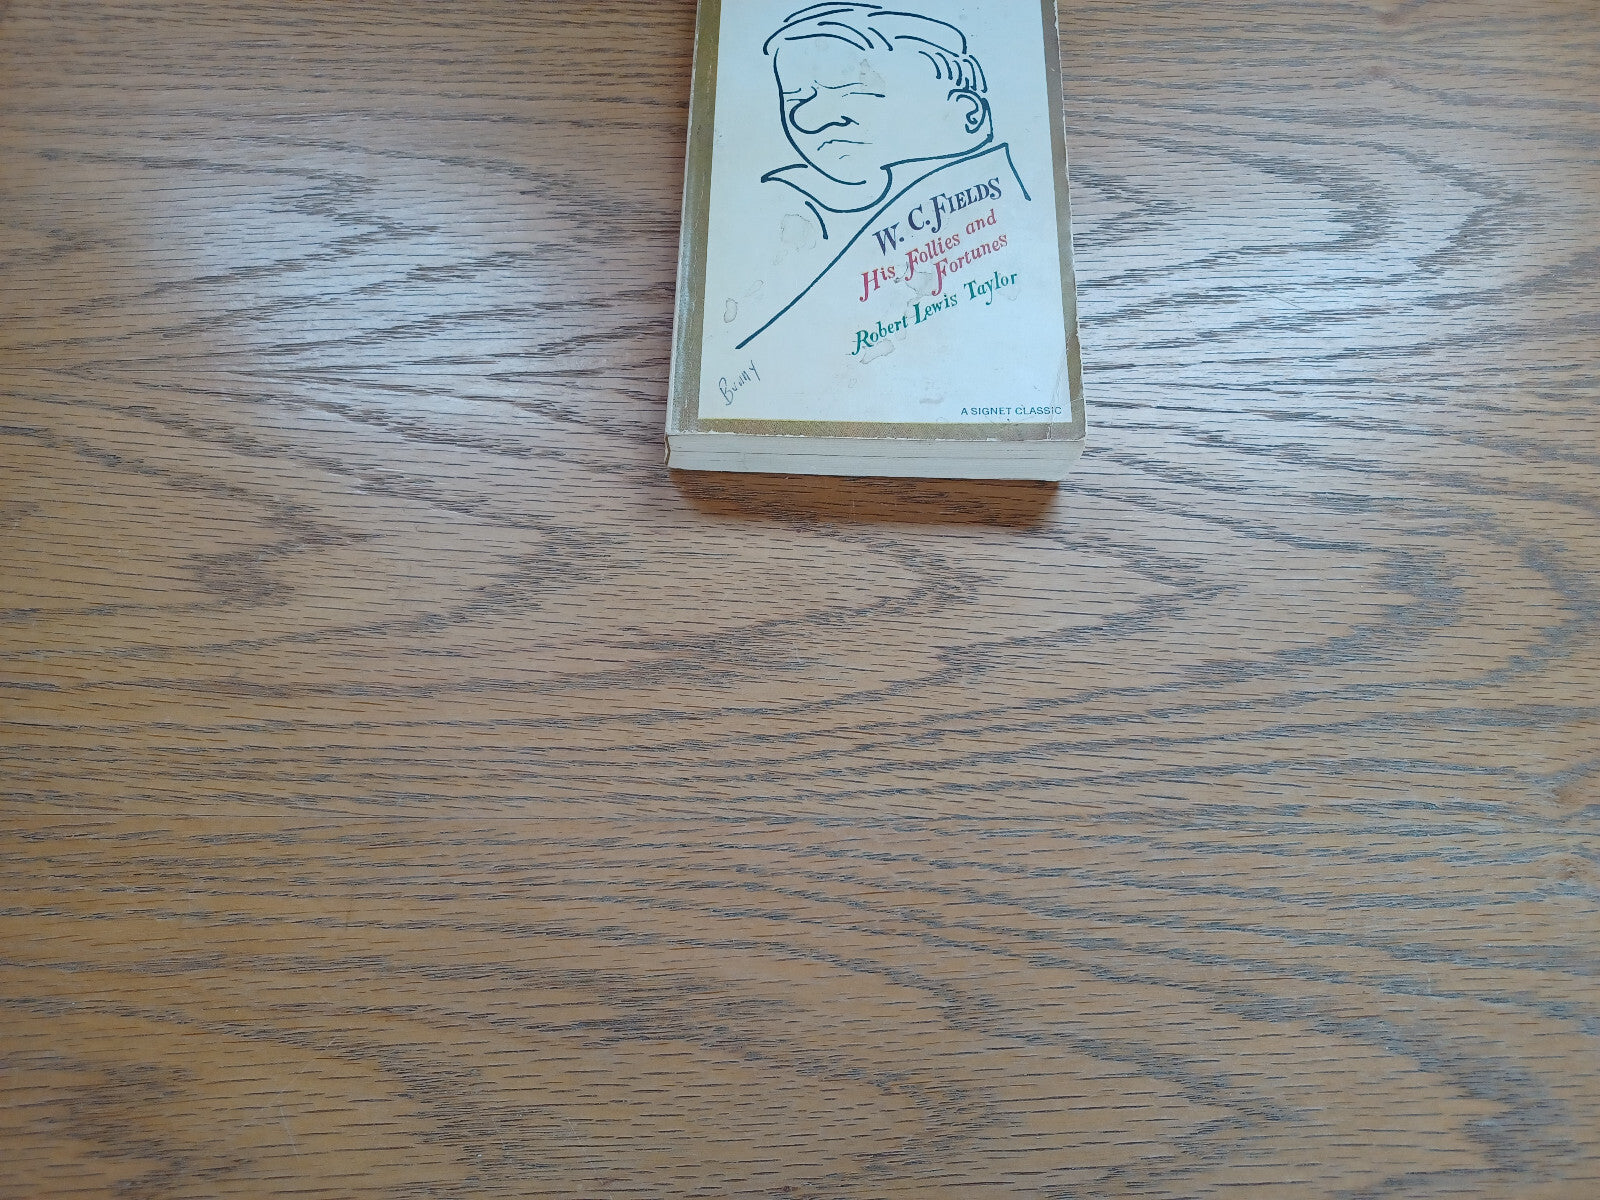 W. C. FIELDS
His Follies and
Fortunes
Robert Lewis Taylor
Bunny
A SIGNET CLASSIC